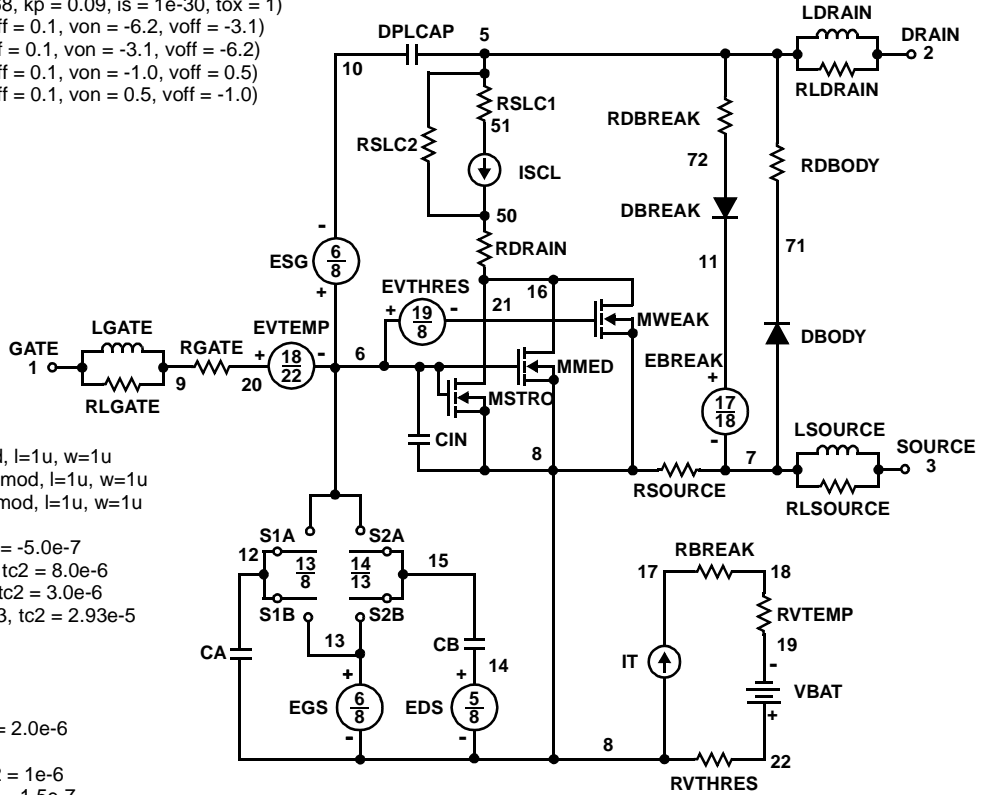 68, kp = 0.09, is = 1e-30, tox = 1)
ff = 0.1, von = -6.2, voff = -3.1)
f = 0.1, von = -3.1, voff = -6.2)
ff = 0.1, von = -1.0, voff = 0.5)
ff = 0.1, von = 0.5, voff = -1.0)
DPLCAP
5
10
LDRAIN
DRAIN
2
RLDRAIN
RSLC1
51
RSLC2
ISCL
50
RDRAIN
RDBREAK
72
DBREAK
11
RDBODY
71
DBODY
ESG
6
8
-
+
EVTHRES
+
19
8
-
16
21
MWEAK
EBREAK
+
17
18
-
LGATE
GATE
1
RLGATE
9
RGATE
20
EVTEMP
+
18
22
-
6
MMED
MSTRO
CIN
8
7
RSOURCE
LSOURCE
SOURCE
3
RLSOURCE
d, l=1u, w=1u
mod, l=1u, w=1u
mod, l=1u, w=1u
= -5.0e-7
tc2 = 8.0e-6
tc2 = 3.0e-6
3, tc2 = 2.93e-5
= 2.0e-6
2 = 1e-6
S1A
S2A
12
13
8
14
13
15
S1B
S2B
13
CA
CB
14
+
EGS
6
8
-
+
EDS
5
8
-
8
RBREAK
17
18
RVTEMP
19
IT
-
VBAT
+
22
RVTHRES